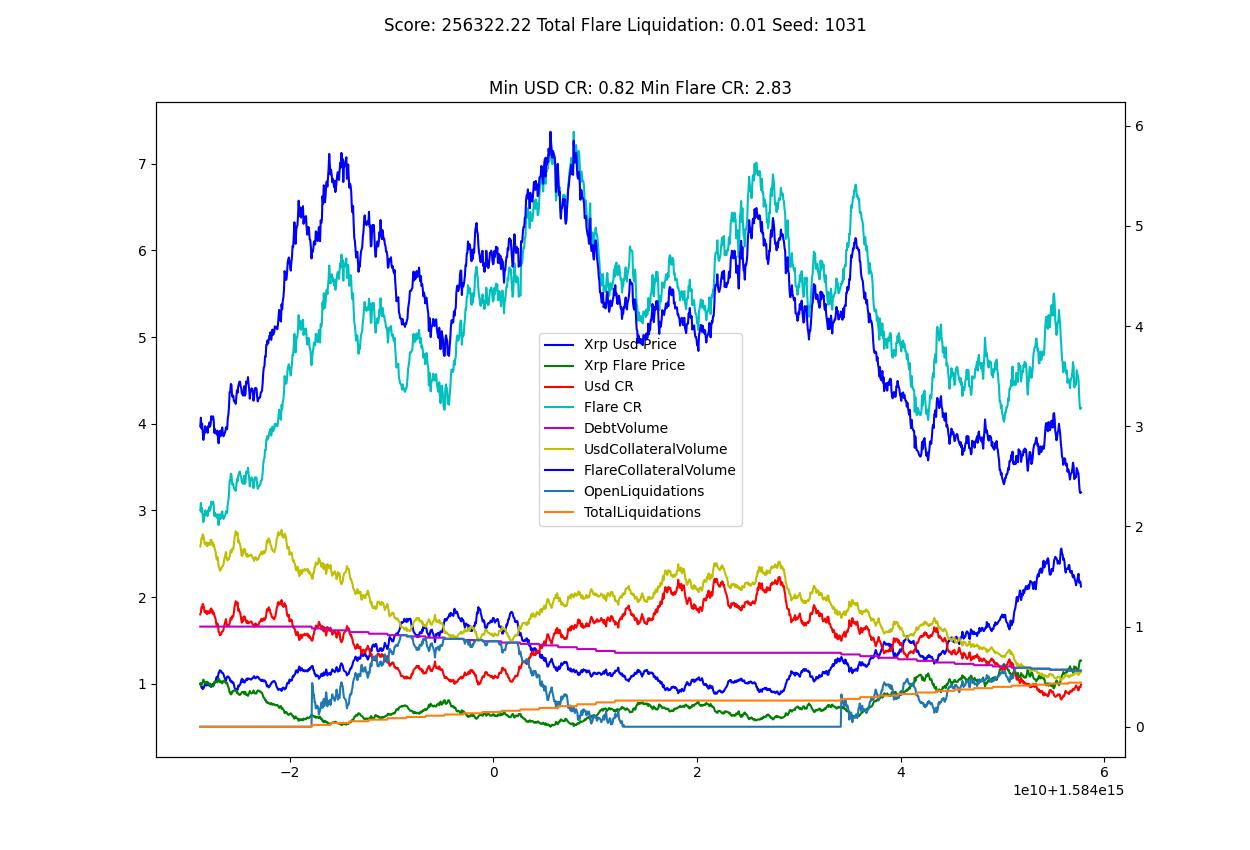 Score: 256322.22 Total Flare Liquidation: 0.01 Seed: 1031
Min USD CR: 0.82 Min Flare CR: 2.83
7
6
5
4
3
2
1
6
5
4
3
2
1
0
Xrp Usd Price
Xrp Flare Price
Usd CR
Flare CR
DebtVolume
UsdCollateralVolume
FlareCollateralVolume
OpenLiquidations
TotalLiquidations
−2 0 2 4 6
1e10+1.584e15